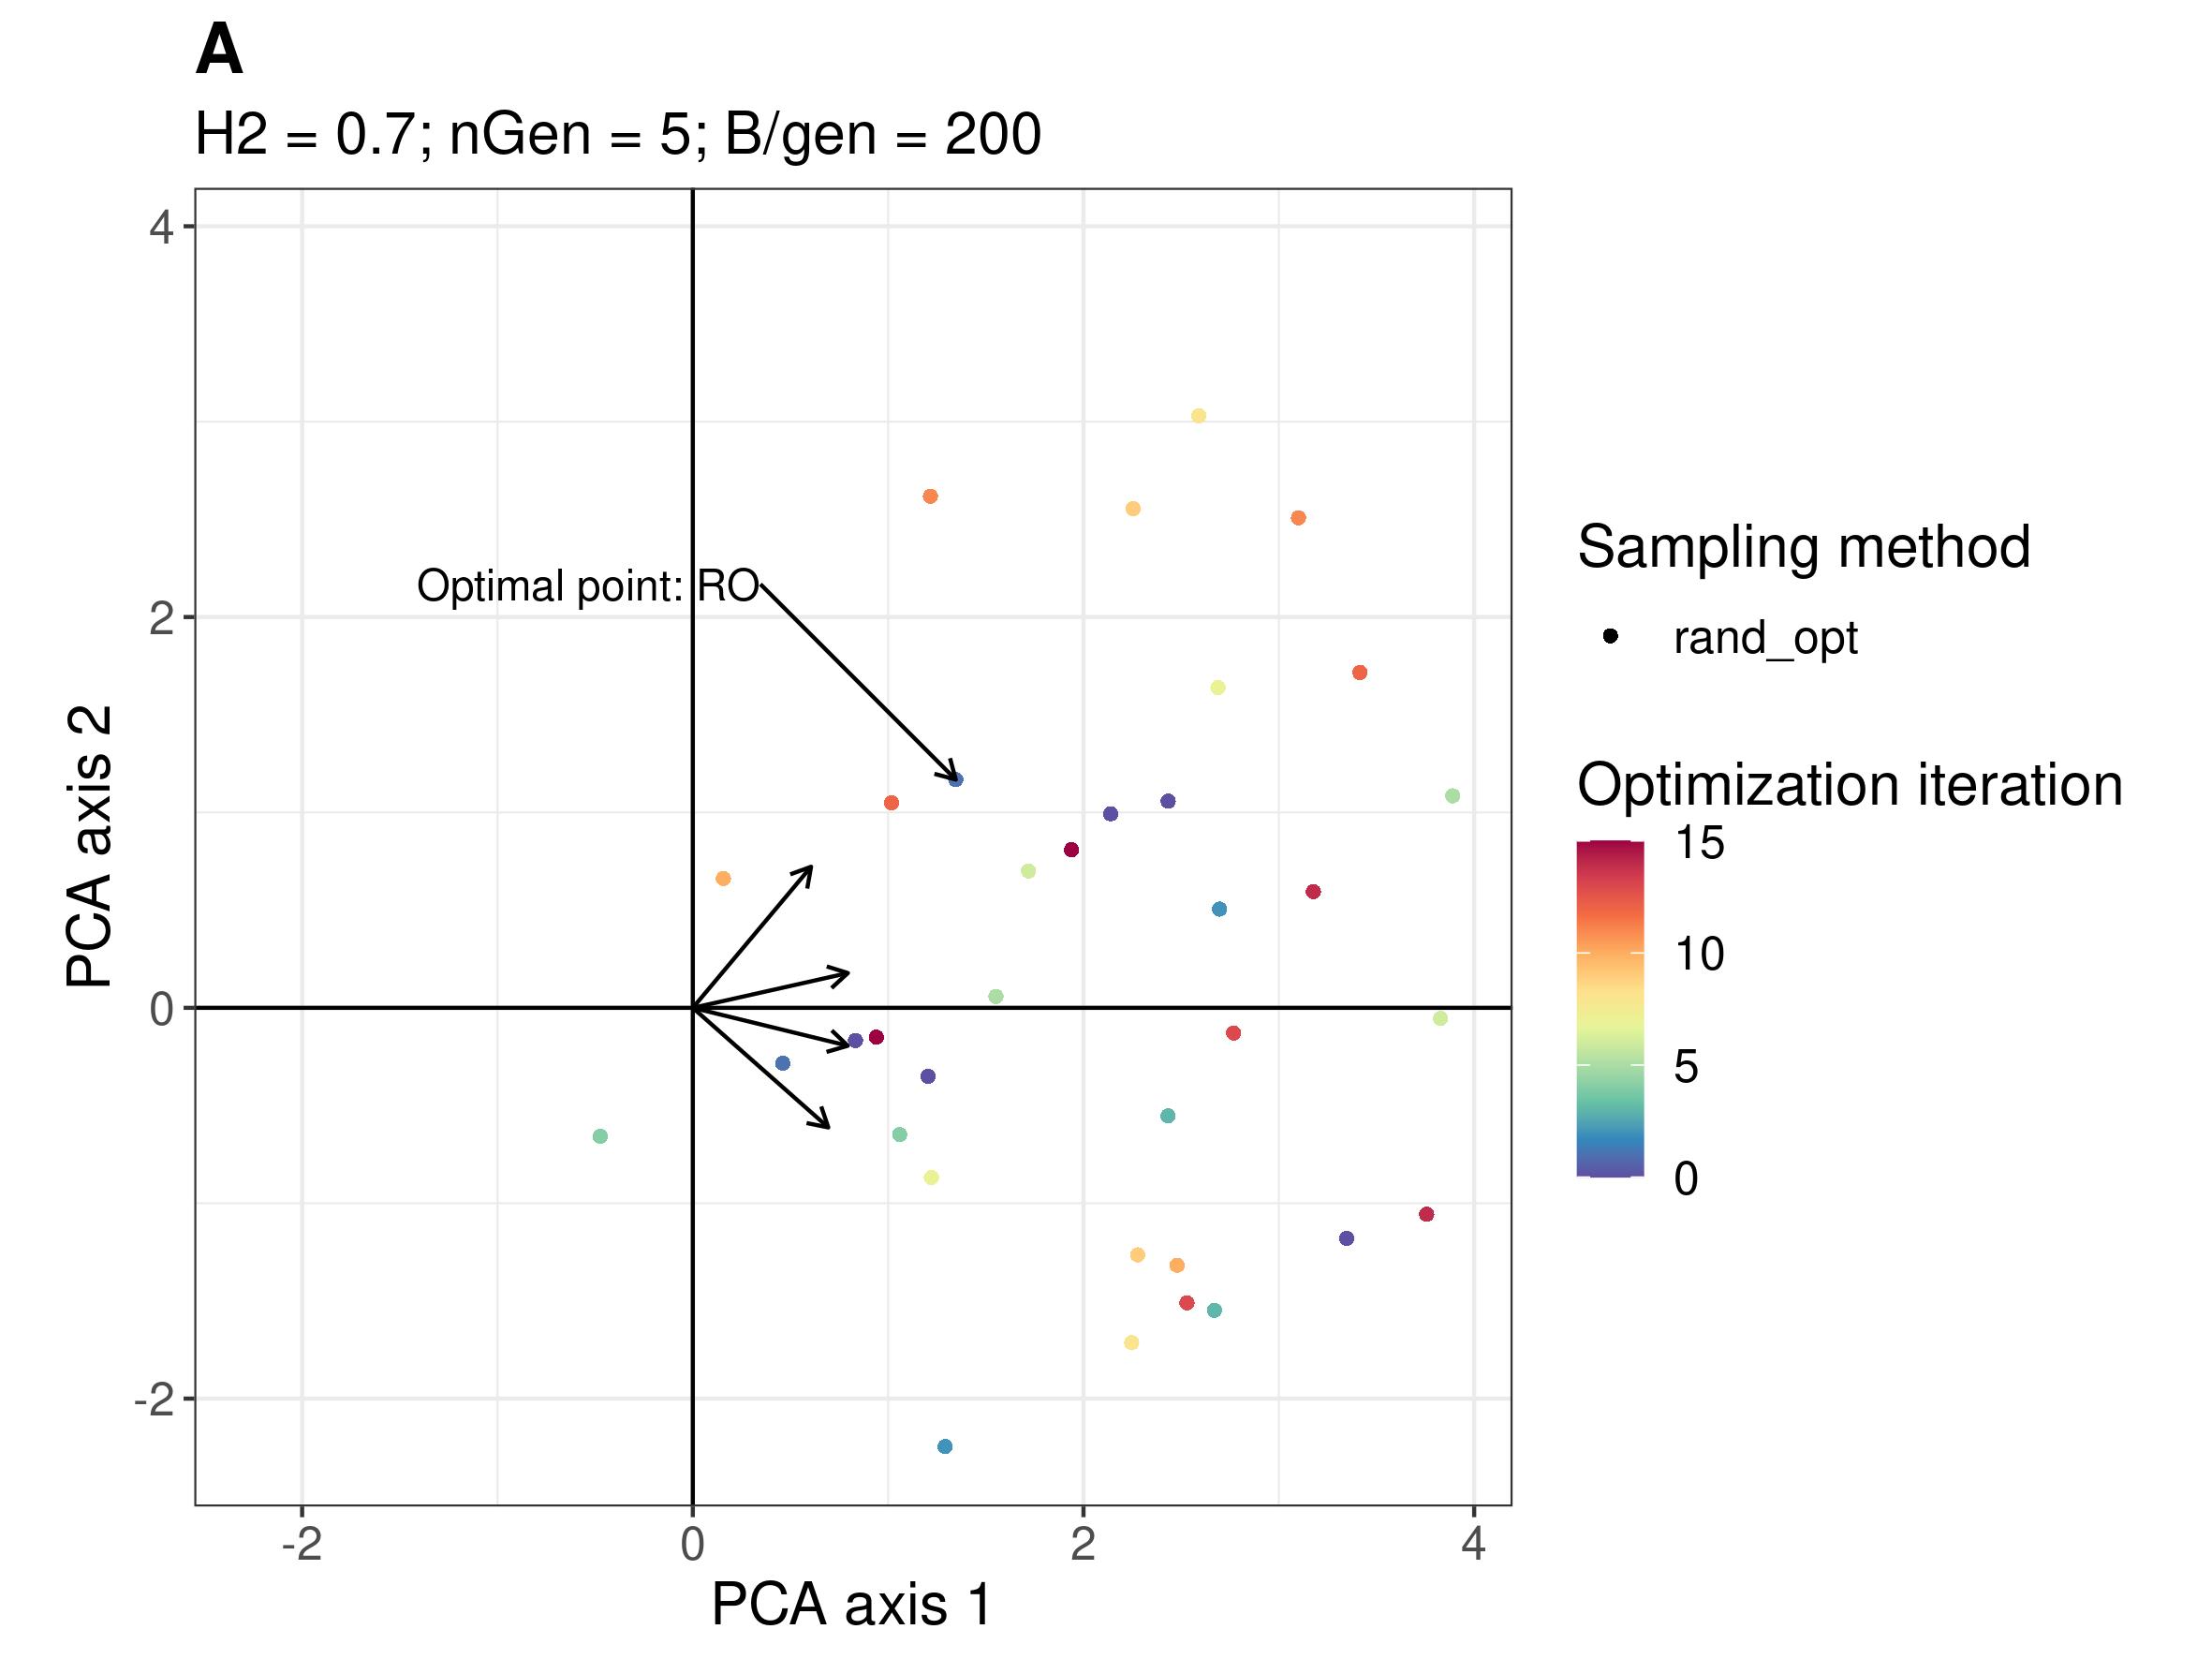 A
H2 = 0.7; nGen = 5; B/gen = 200
4
2
0
-2
PCA axis 2
Optimal point: RO
-2
0
2
4
PCA axis 1
Sampling method
rand_opt
Optimization iteration
15
10
5
0